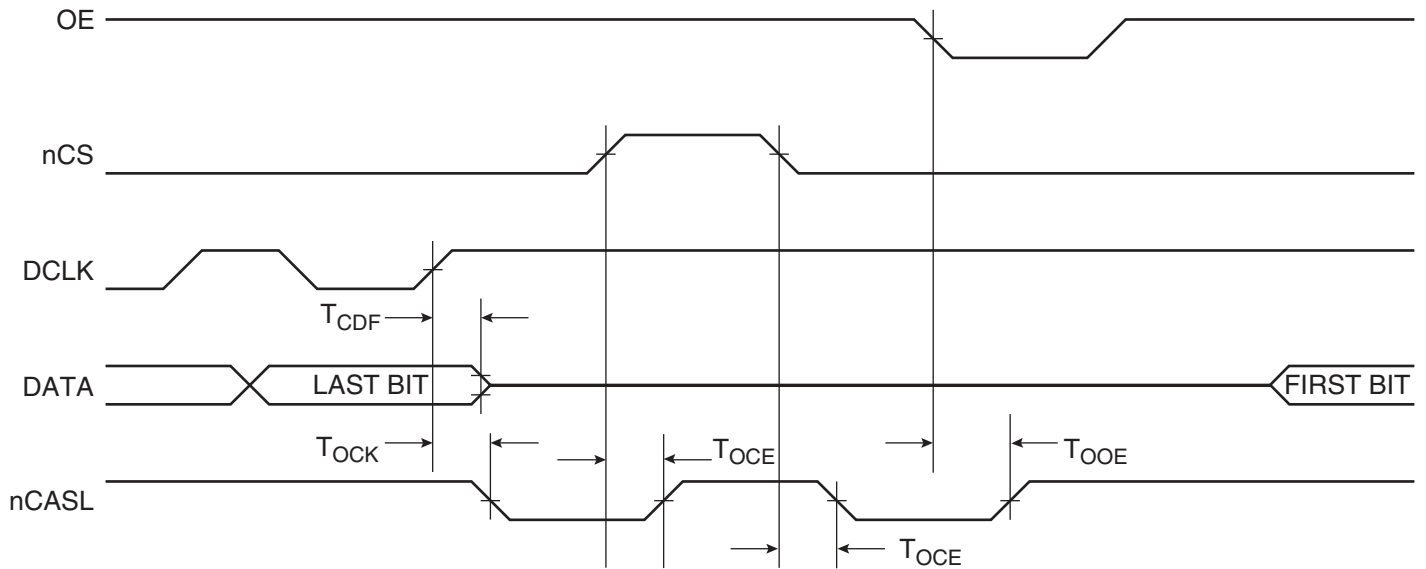 OE
nCS
DCLK
TCDF
DATA
LAST BIT
FIRST BIT
TOCK
TOCE
TOOE
nCASL
TOCE